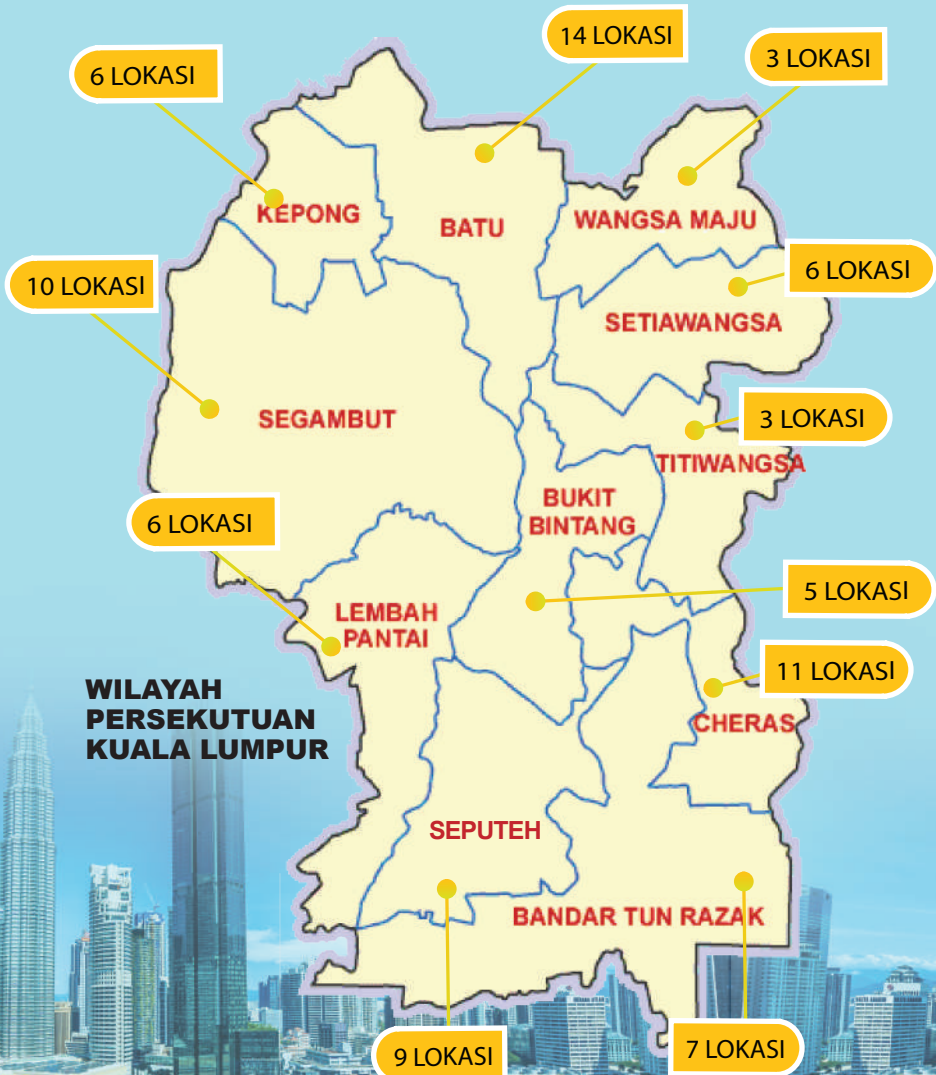 14 LOKASI
3 LOKASI
6 LOKASI
KEPONG
BATU
WANGSA MAJU
6 LOKASI
10 LOKASI
SETIAWANGSA
SEGAMBUT
3 LOKASI
TITIWANGSA
BUKIT
BINTANG
6 LOKASI
5 LOKASI
LEMBAH
PANTAI
11 LOKASI
WILAYAH
PERSEKUTUAN
KUALA LUMPUR
CHERAS
SEPUTEH
BANDAR TUN RAZAK
9 LOKASI
7 LOKASI